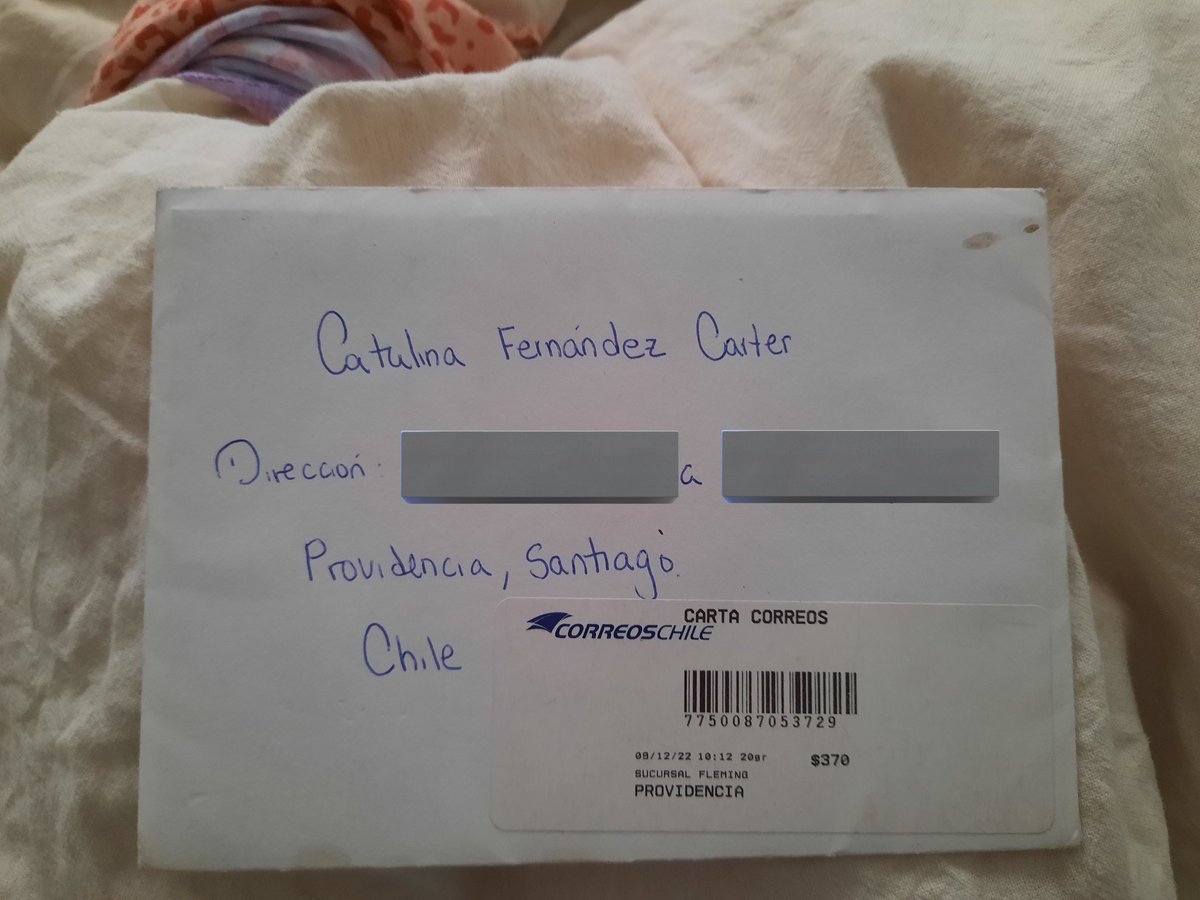 Catalina Fernández Carter
Dirección: a
Providencia, Santiago.
Chile
CARTA CORREOS
CORREOSCHILE
7750087053729
09/12/22 10:12 20gr $370
SUCURSAL FLEMING
PROVIDENCIA